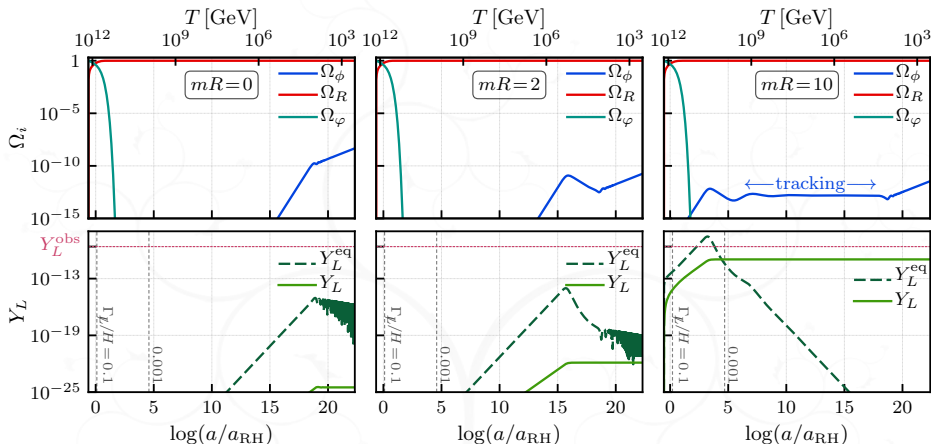 T [GeV] T [GeV] T [GeV]
10^12 10^9 10^6 10^3 10^12 10^9 10^6 10^3 10^12 10^9 10^6 10^3
Ω_i
1
10^−5
10^−10
10^−15
mR=0
Ω_ϕ
Ω_R
Ω_φ
mR=2
Ω_ϕ
Ω_R
Ω_φ
mR=10
Ω_ϕ
Ω_R
Ω_φ
tracking
Y_L
Y_L^obs
10^−13
10^−19
10^−25
Γ_L/H=0.1
0.001
Y_L^eq
Y_L
Γ_L/H=0.1
0.001
Y_L^eq
Y_L
Γ_L/H=0.1
0.001
Y_L^eq
Y_L
0 5 10 15 20 0 5 10 15 20 0 5 10 15 20
log(a/a_RH) log(a/a_RH) log(a/a_RH)